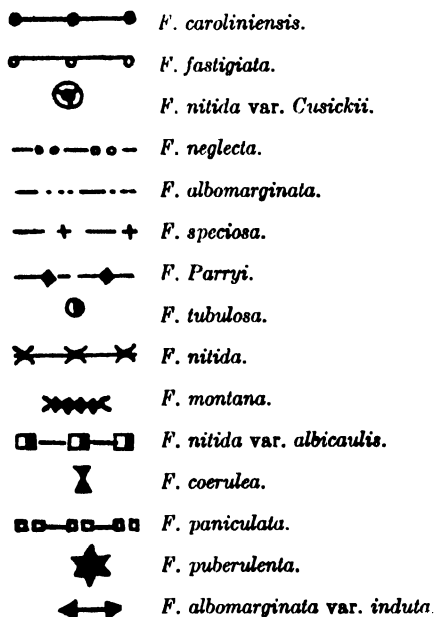 F. caroliniensis.
F. fastigiata.
F. nitida var. Cusickii.
F. neglecta.
F. albomarginata.
F. speciosa.
F. Parryi.
F. tubulosa.
F. nitida.
F. montana.
F. nitida var. albicaulis.
F. coerulea.
F. paniculata.
F. puberulenta.
F. albomarginata var. induta.